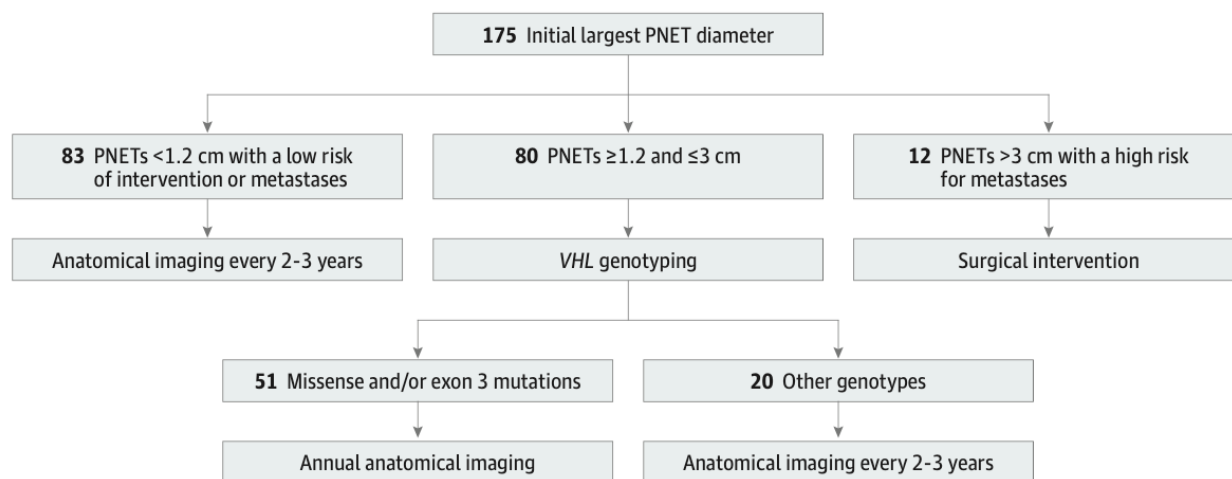 175 Initial largest PNET diameter
83 PNETs <1.2 cm with a low risk
of intervention or metastases
80 PNETs ≥1.2 and ≤3 cm
12 PNETs >3 cm with a high risk
for metastases
Anatomical imaging every 2-3 years
VHL genotyping
Surgical intervention
51 Missense and/or exon 3 mutations
20 Other genotypes
Annual anatomical imaging
Anatomical imaging every 2-3 years